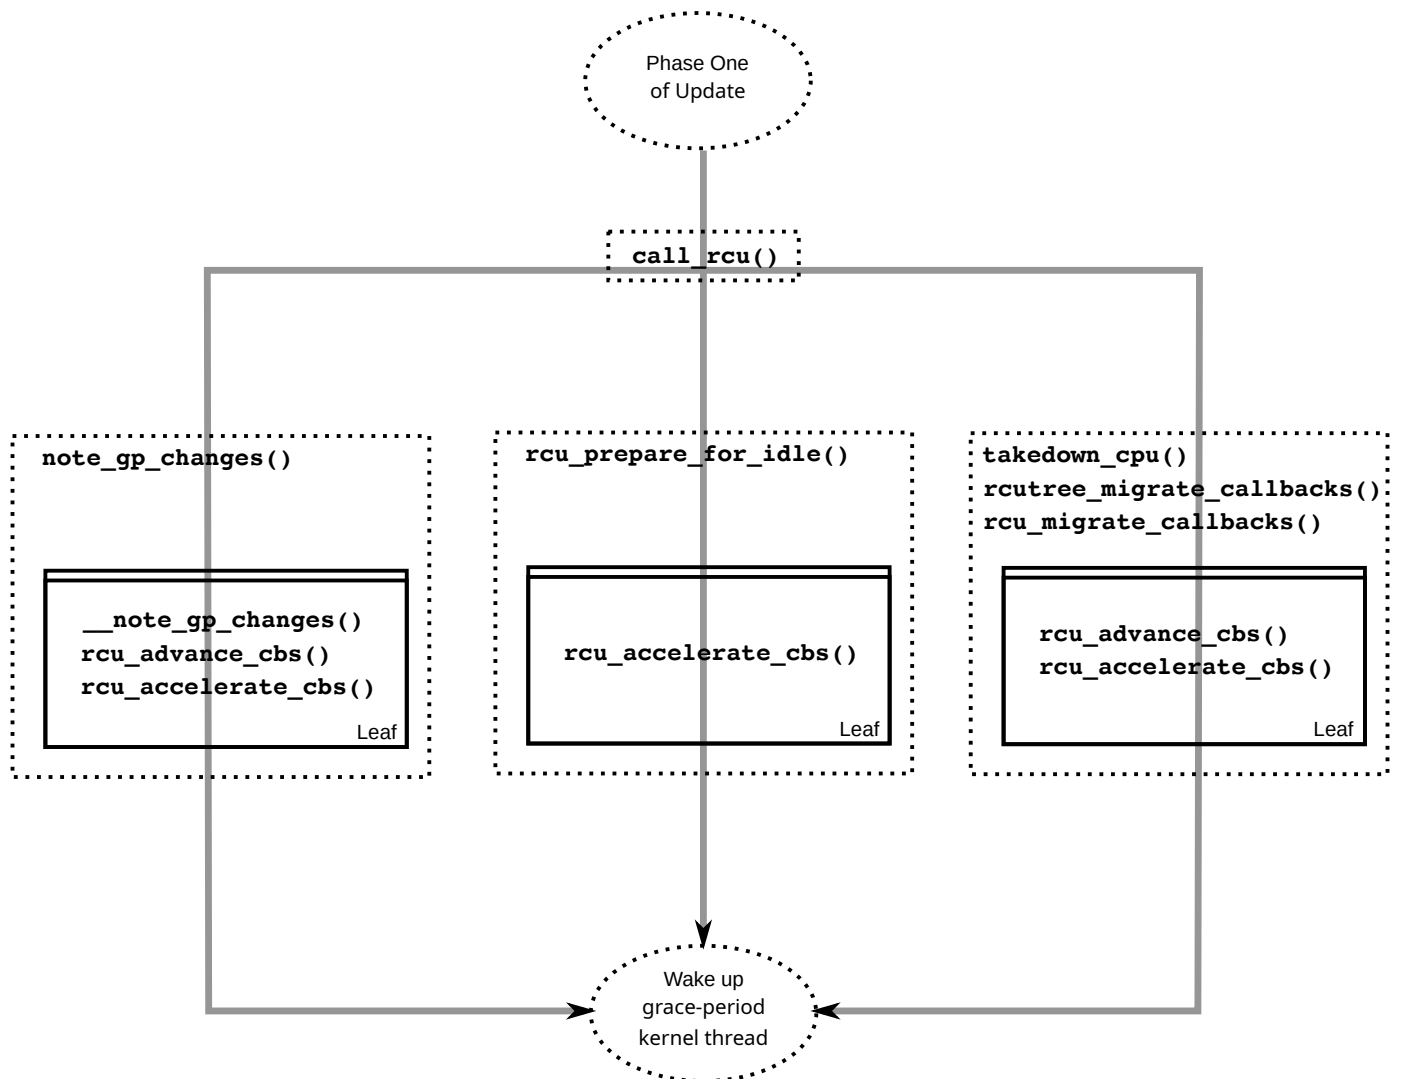 Phase One
of Update
call_rcu()
note_gp_changes()
__note_gp_changes()
rcu_advance_cbs()
rcu_accelerate_cbs()
Leaf
rcu_prepare_for_idle()
rcu_accelerate_cbs()
Leaf
takedown_cpu()
rcutree_migrate_callbacks()
rcu_migrate_callbacks()
rcu_advance_cbs()
rcu_accelerate_cbs()
Leaf
Wake up
grace-period
kernel thread